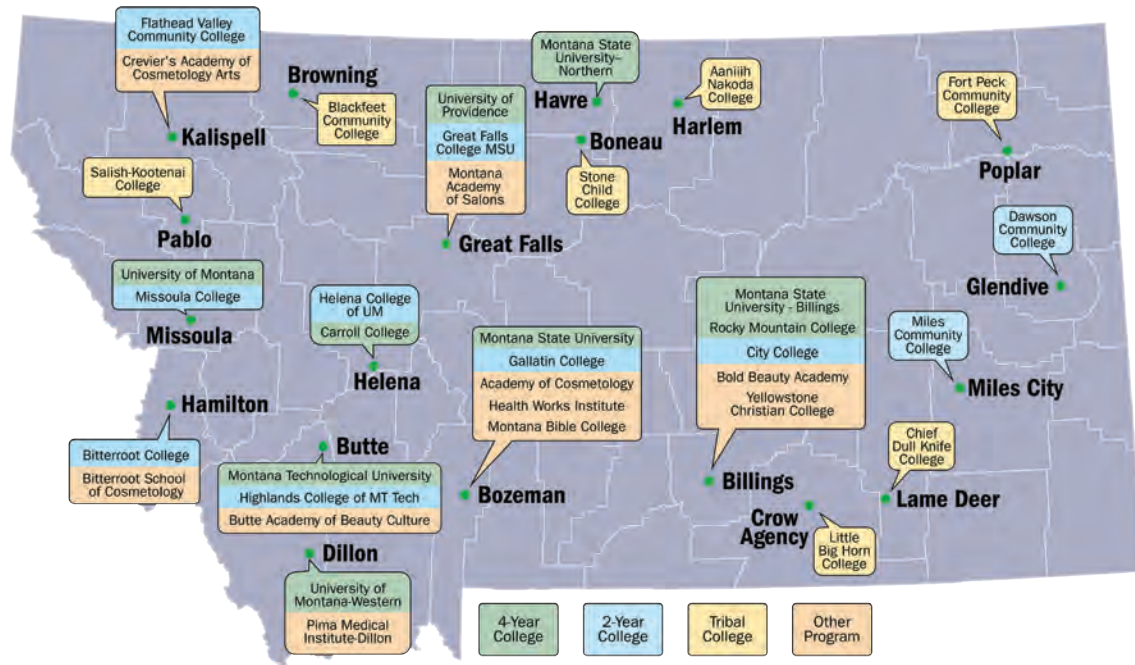 Flathead Valley
Community College
Crevier's Academy of
Cosmetology Arts
Kalispell
Browning
Blackfeet
Community
College
University of
Providence
Great Falls
College MSU
Montana
Academy
of Salons
Great Falls
Montana State
University–
Northern
Havre
Boneau
Stone
Child
College
Aaniiih
Nakoda
College
Harlem
Fort Peck
Community
College
Poplar
Salish-Kootenai
College
Pablo
Dawson
Community
College
Glendive
University of Montana
Missoula College
Missoula
Helena College
of UM
Carroll College
Helena
Montana State University
Gallatin College
Academy of Cosmetology
Health Works Institute
Montana Bible College
Bozeman
Montana State
University - Billings
Rocky Mountain College
City College
Bold Beauty Academy
Yellowstone
Christian College
Billings
Miles
Community
College
Miles City
Hamilton
Bitterroot College
Bitterroot School
of Cosmetology
Butte
Montana Technological University
Highlands College of MT Tech
Butte Academy of Beauty Culture
Chief
Dull Knife
College
Lame Deer
Crow
Agency
Little
Big Horn
College
Dillon
University of
Montana-Western
Pima Medical
Institute-Dillon
4-Year
College
2-Year
College
Tribal
College
Other
Program